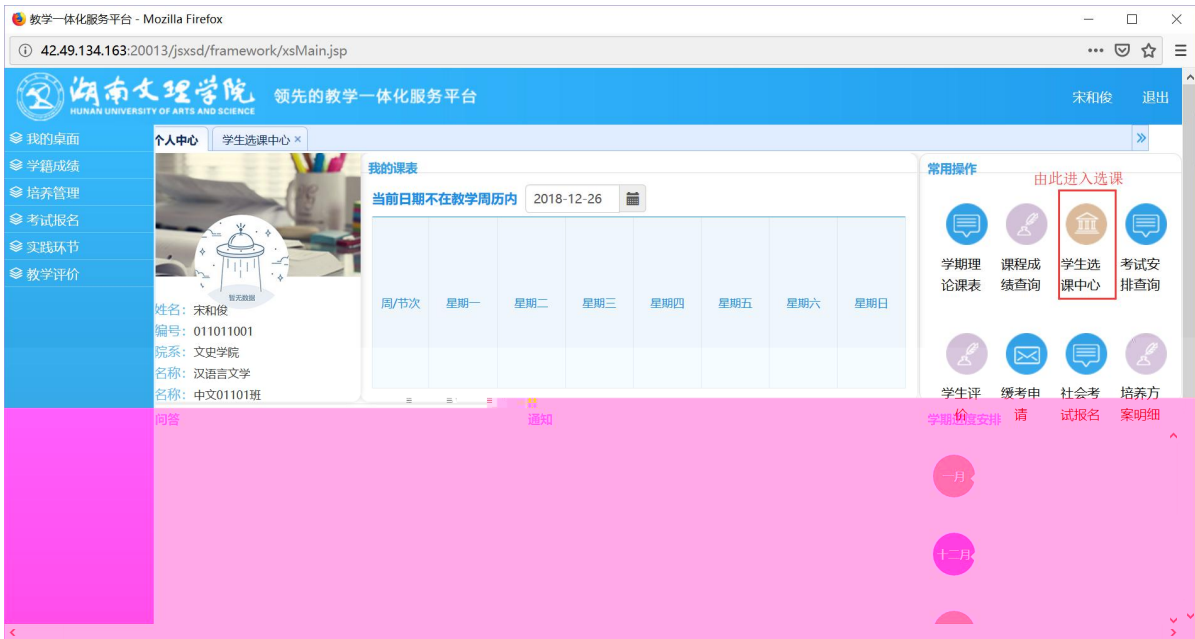 教学一体化服务平台 - Mozilla Firefox
42.49.134.163:20013/jsxsd/framework/xsMain.jsp
湖南文理学院
HUNAN UNIVERSITY OF ARTS AND SCIENCE
领先的教学一体化服务平台
宋和俊 退出
我的桌面
学籍成绩
培养管理
考试报名
实践环节
教学评价
个人中心 学生选课中心 ×
暂无数据
姓名：宋和俊
编号：011011001
院系：文史学院
名称：汉语言文学
名称：中文01101班
我的课表
当前日期不在教学周历内 2018-12-26
周/节次 星期一 星期二 星期三 星期四 星期五 星期六 星期日
常用操作
由此进入选课
学期理论课表
课程成绩查询
学生选课中心
考试安排查询
学生评价
缓考申请
社会考试报名
培养方案明细
问答
通知
学期进度安排
一月
十二月